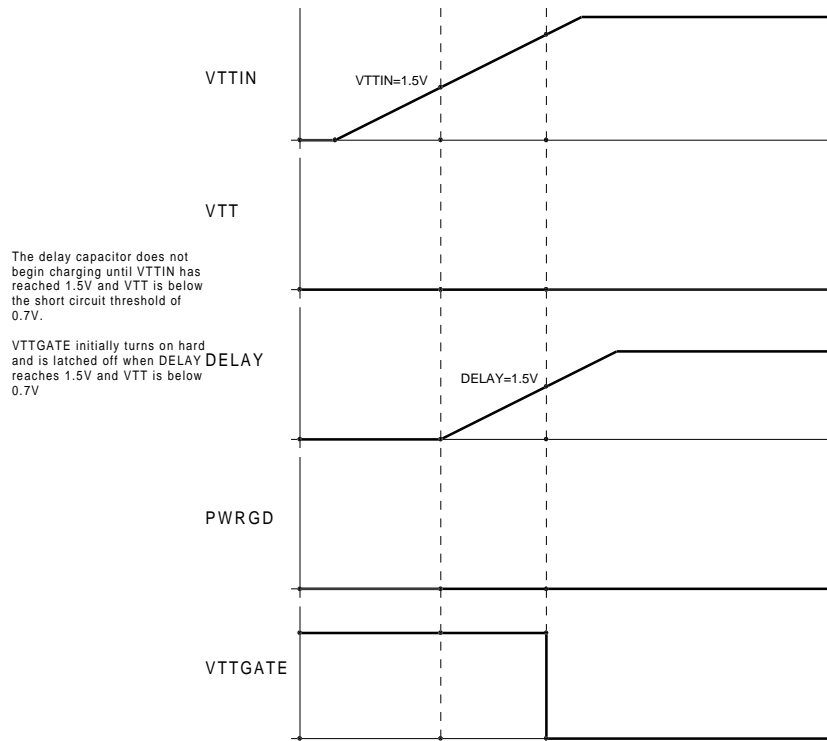 VTTIN
VTTIN=1.5V
VTT
The delay capacitor does not
begin charging until VTTIN has
reached 1.5V and VTT is below
the short circuit threshold of
0.7V.
VTTGATE initially turns on hard
and is latched off when DELAY
reaches 1.5V and VTT is below
0.7V
DELAY
DELAY=1.5V
PWRGD
VTTGATE